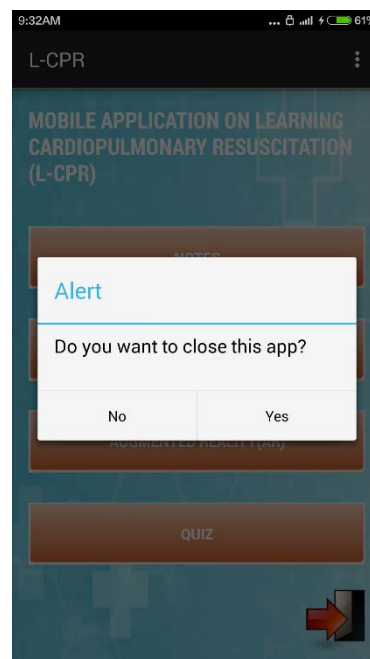 9:32AM
... 61%
L-CPR
MOBILE APPLICATION ON LEARNING
CARDIOPULMONARY RESUSCITATION
(L-CPR)
NOTES
Alert
Do you want to close this app?
No Yes
AUGMENTED REALITY(AR)
QUIZ